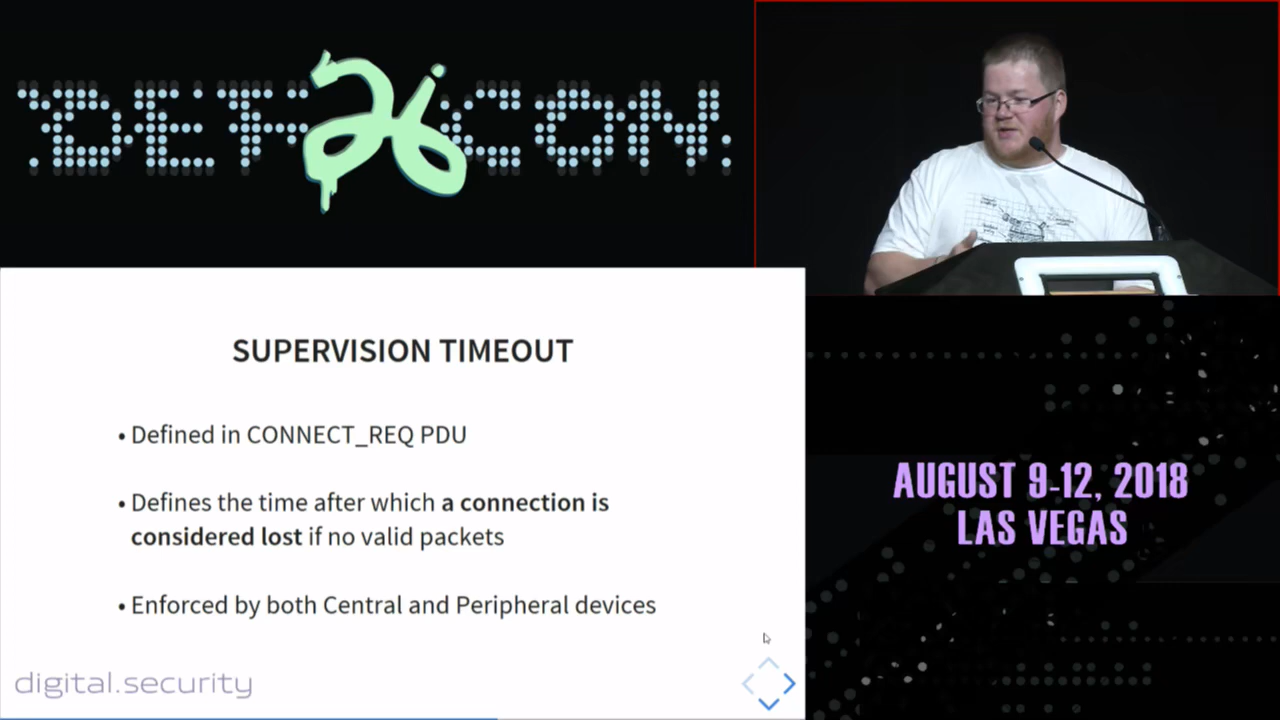 DEF 26 CON
SUPERVISION TIMEOUT
• Defined in CONNECT_REQ PDU
• Defines the time after which a connection is
considered lost if no valid packets
• Enforced by both Central and Peripheral devices
digital.security
AUGUST 9-12, 2018
LAS VEGAS